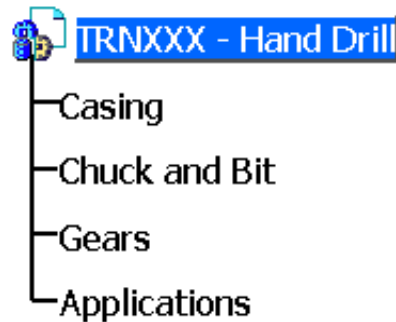 TRNXXX - Hand Drill
Casing
Chuck and Bit
Gears
Applications